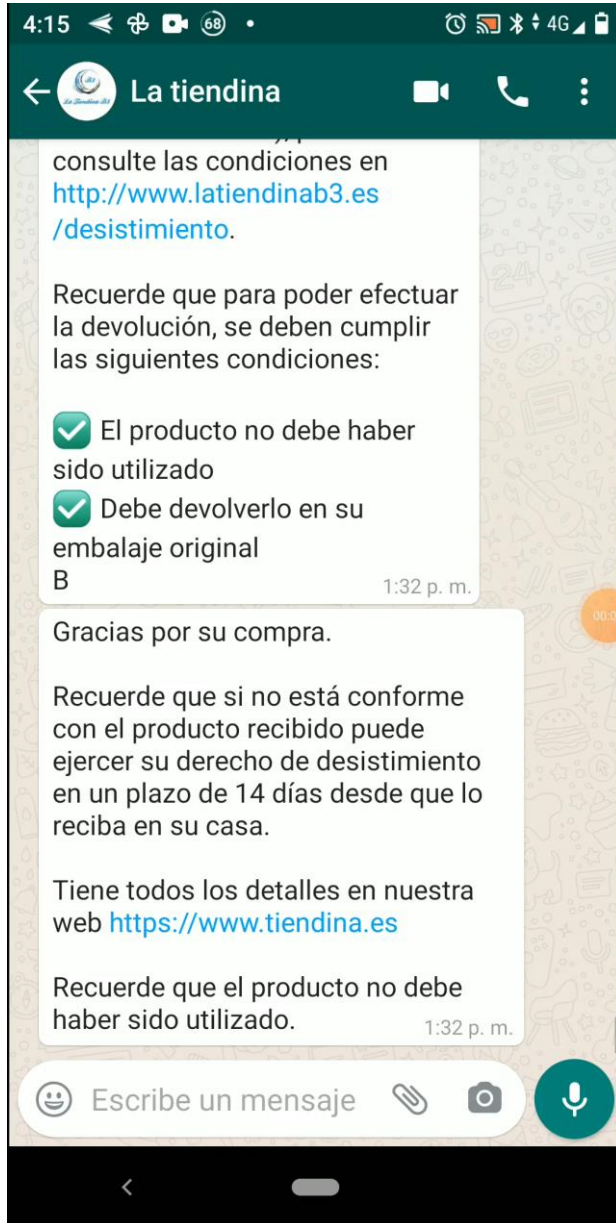 4:15
68
4G
La tiendina
consulte las condiciones en
http://www.latiendinab3.es
/desistimiento.
Recuerde que para poder efectuar
la devolución, se deben cumplir
las siguientes condiciones:
El producto no debe haber
sido utilizado
Debe devolverlo en su
embalaje original
B
1:32 p. m.
00:0
Gracias por su compra.
Recuerde que si no está conforme
con el producto recibido puede
ejercer su derecho de desistimiento
en un plazo de 14 días desde que lo
reciba en su casa.
Tiene todos los detalles en nuestra
web https://www.tiendina.es
Recuerde que el producto no debe
haber sido utilizado.
1:32 p. m.
Escribe un mensaje